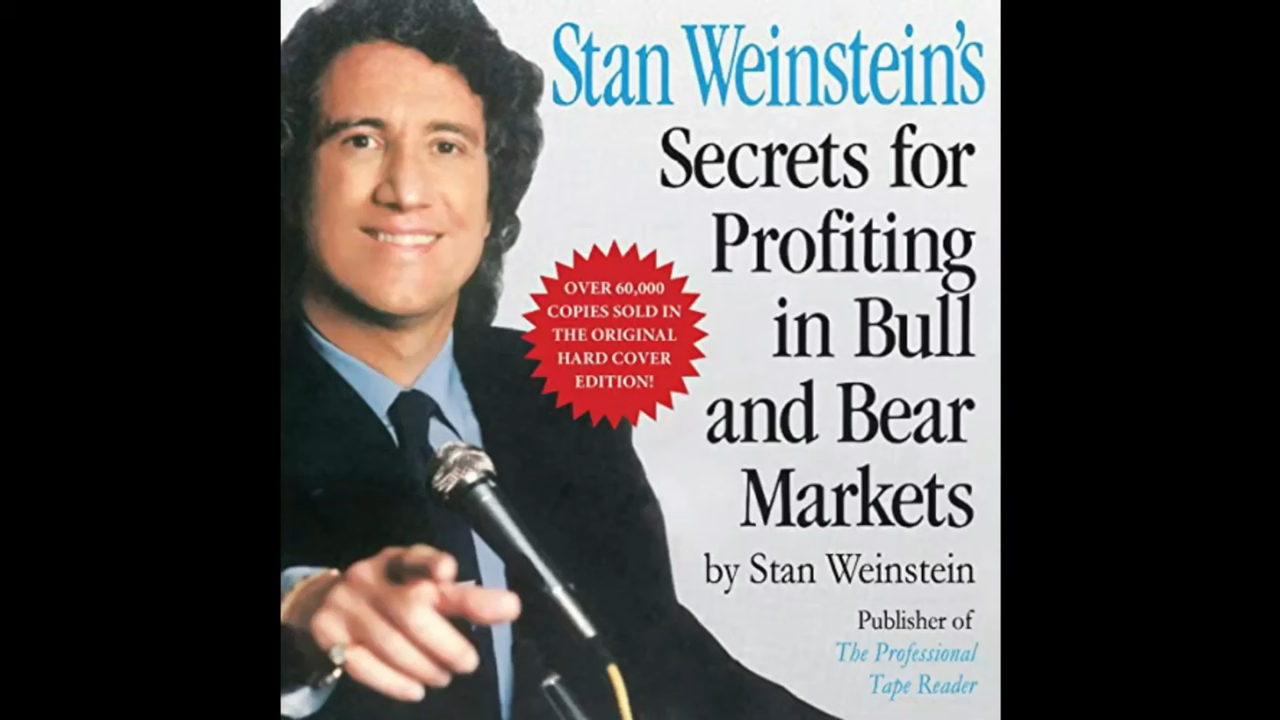 Stan Weinstein's
Secrets for
Profiting
in Bull
and Bear
Markets
OVER 60,000
COPIES SOLD IN
THE ORIGINAL
HARD COVER
EDITION!
by Stan Weinstein
Publisher of
The Professional
Tape Reader